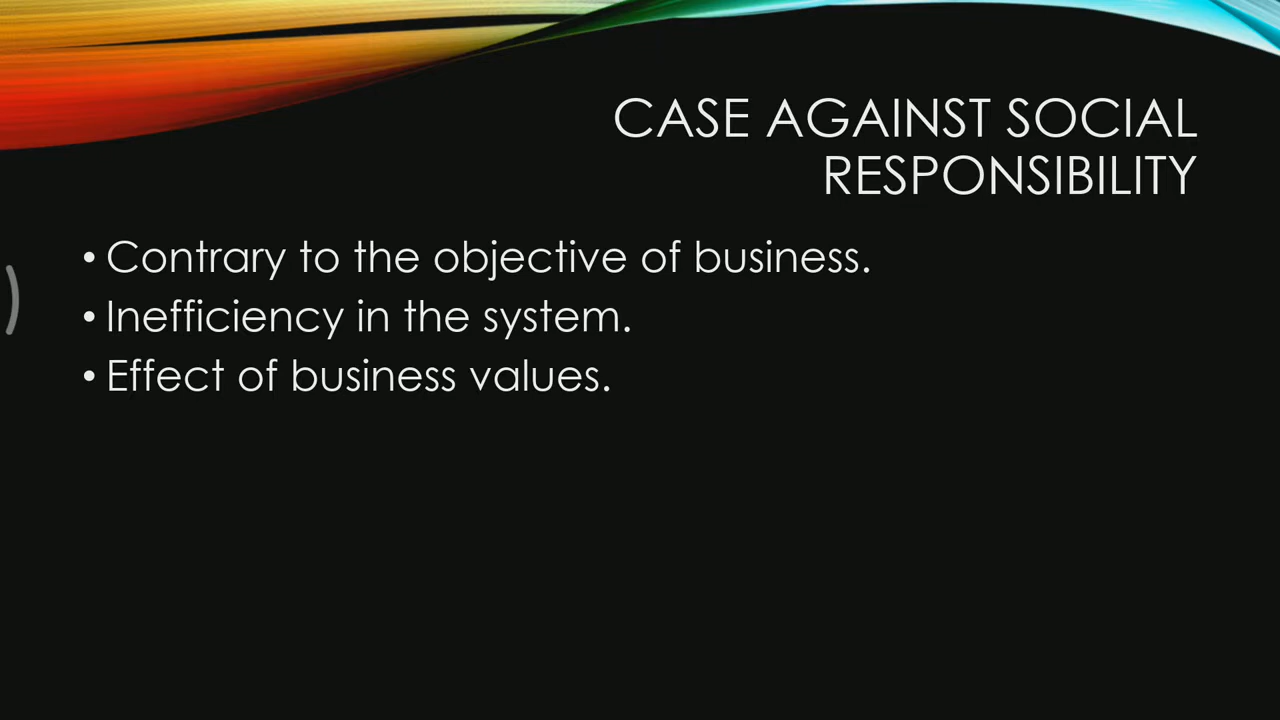 CASE AGAINST SOCIAL
RESPONSIBILITY
• Contrary to the objective of business.
• Inefficiency in the system.
• Effect of business values.